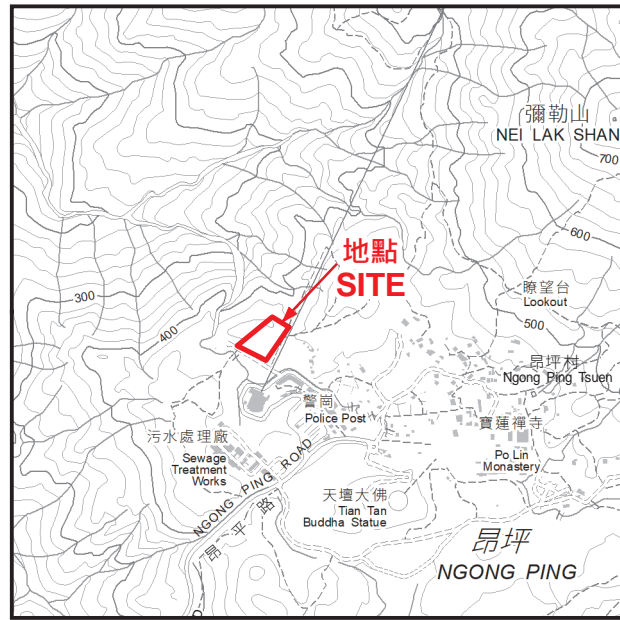 彌勒山
NEI LAK SHAN
700
600
地點
SITE
瞭望台
Lookout
500
300
400
昂坪村
Ngong Ping Tsuen
警崗
Police Post
寶蓮禪寺
Po Lin
Monastery
污水處理廠
Sewage
Treatment
Works
NGONG PING ROAD
昂平路
天壇大佛
Tian Tan
Buddha Statue
昂坪
NGONG PING